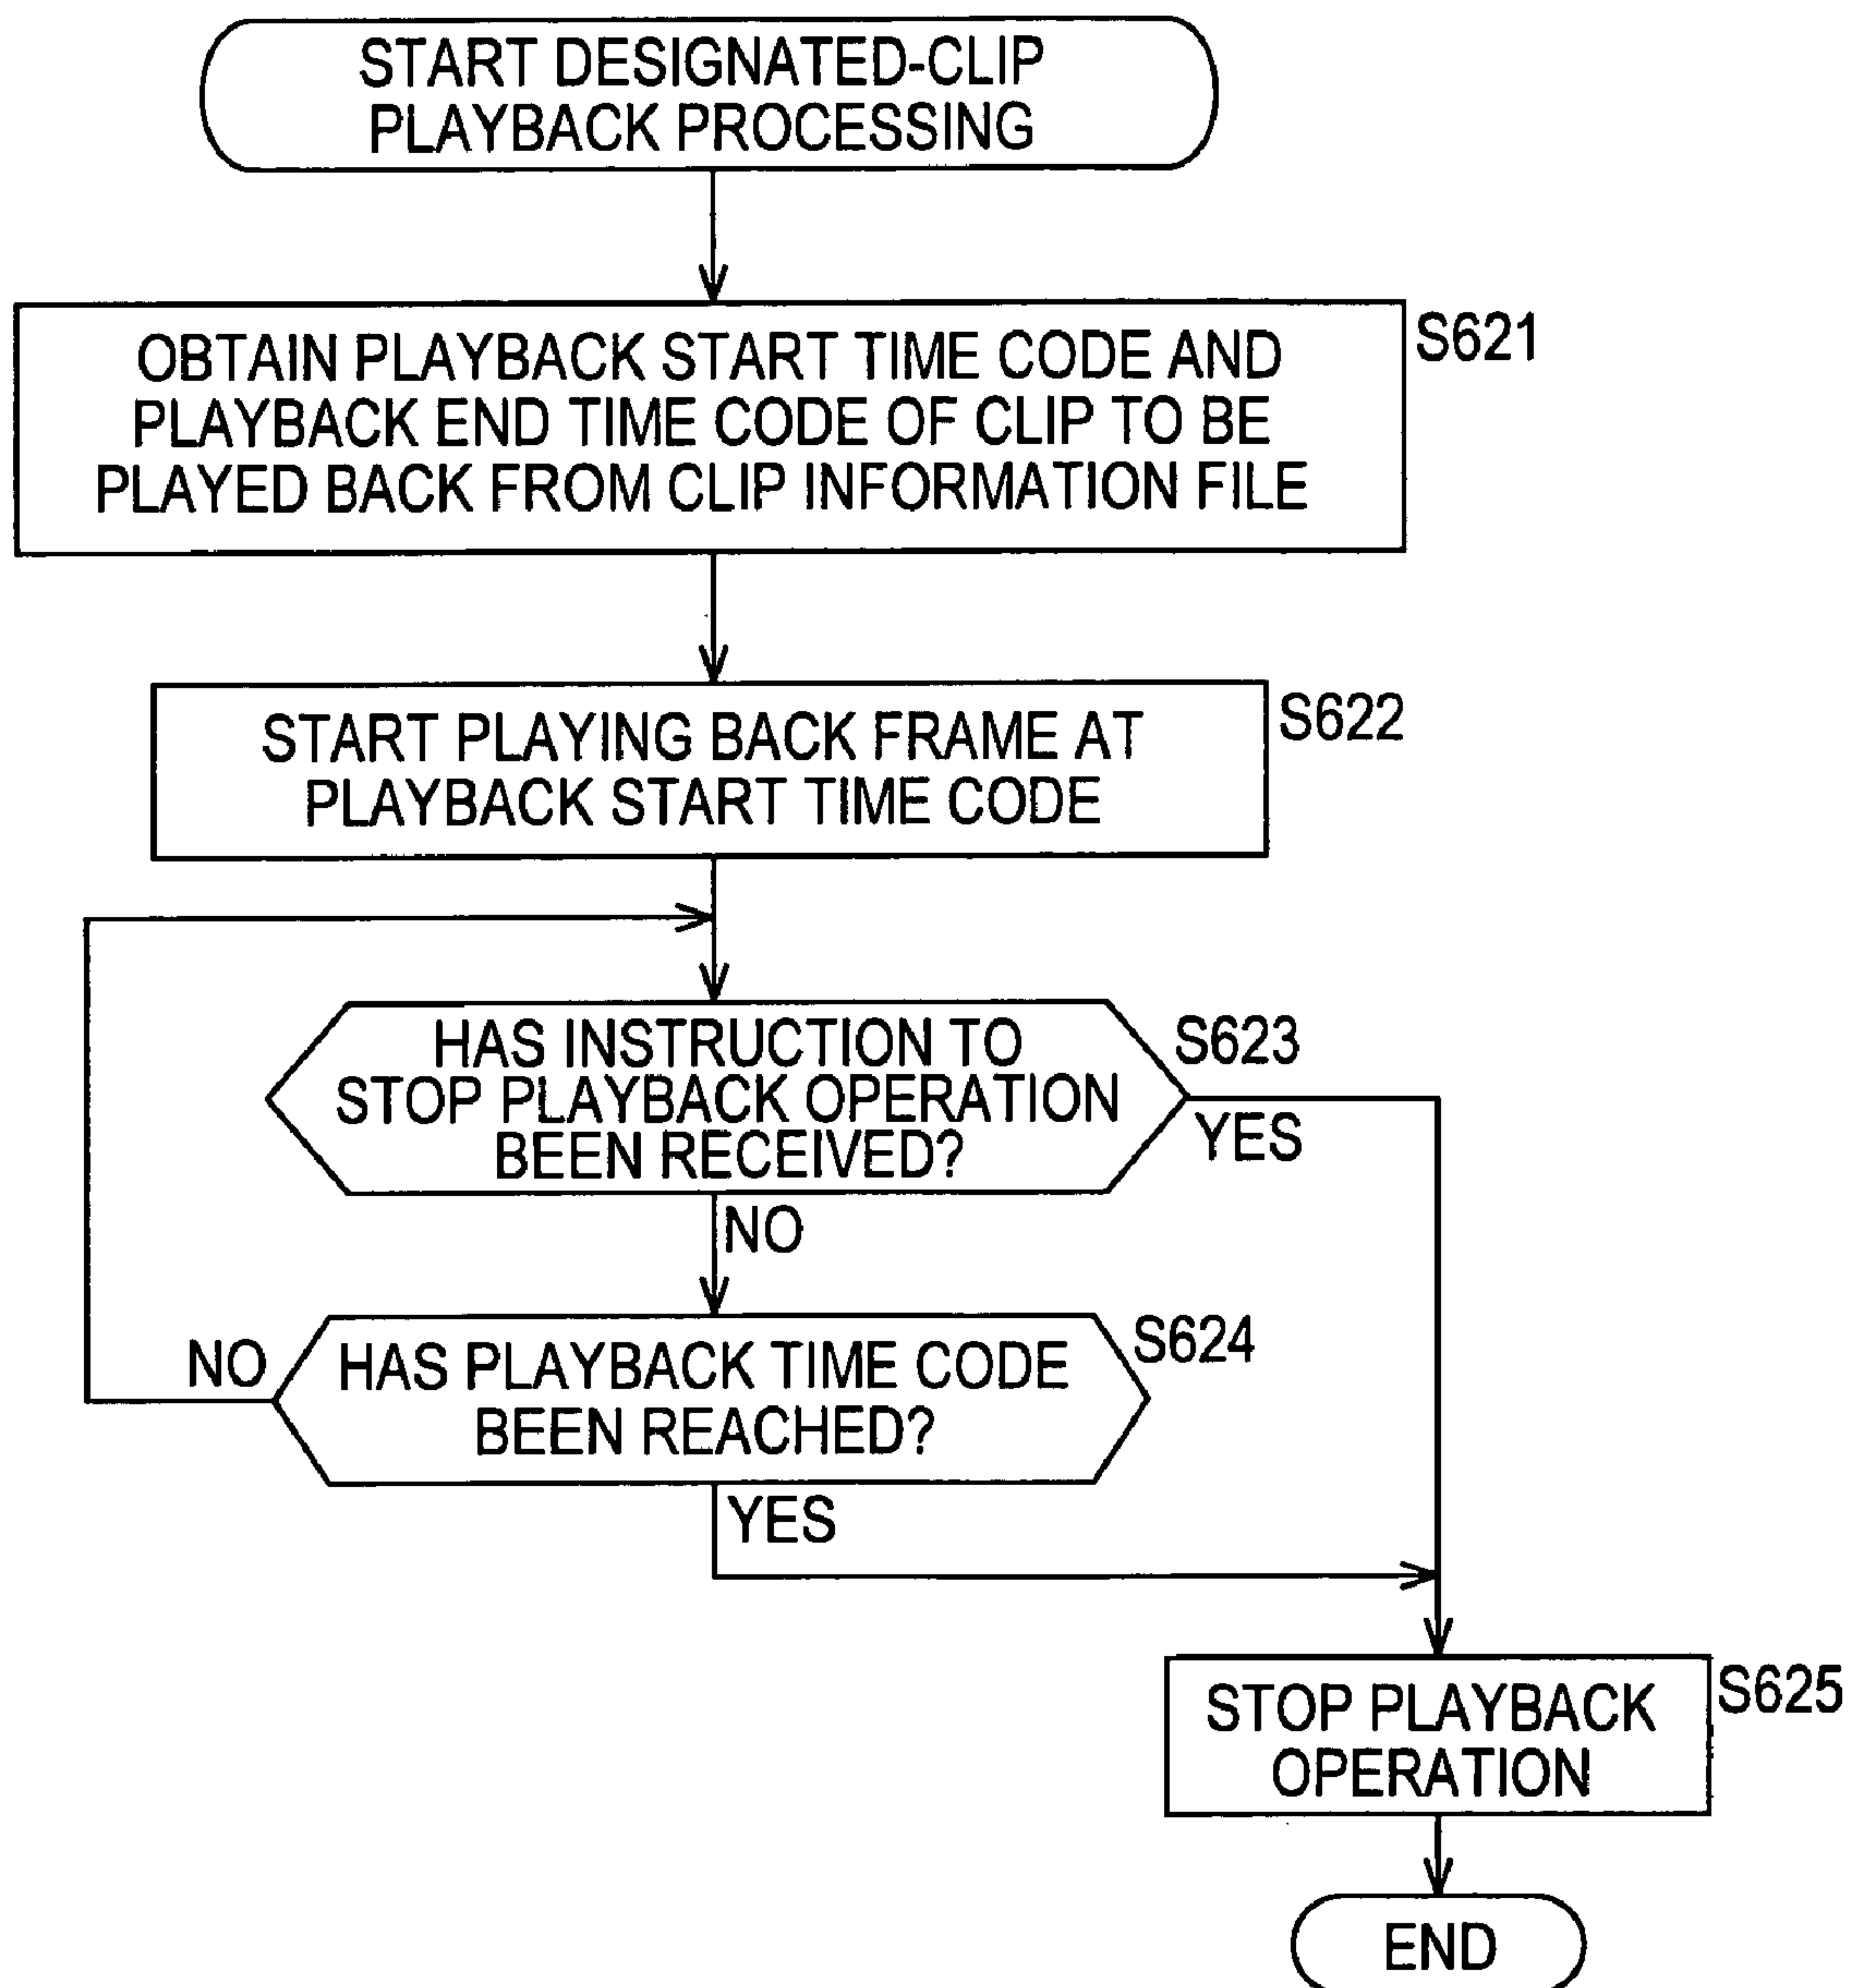 START DESIGNATED-CLIP
PLAYBACK PROCESSING
OBTAIN PLAYBACK START TIME CODE AND
PLAYBACK END TIME CODE OF CLIP TO BE
PLAYED BACK FROM CLIP INFORMATION FILE
S621
START PLAYING BACK FRAME AT
PLAYBACK START TIME CODE
S622
HAS INSTRUCTION TO
STOP PLAYBACK OPERATION
BEEN RECEIVED?
S623
YES
NO
HAS PLAYBACK TIME CODE
BEEN REACHED?
S624
NO
YES
STOP PLAYBACK
OPERATION
S625
END